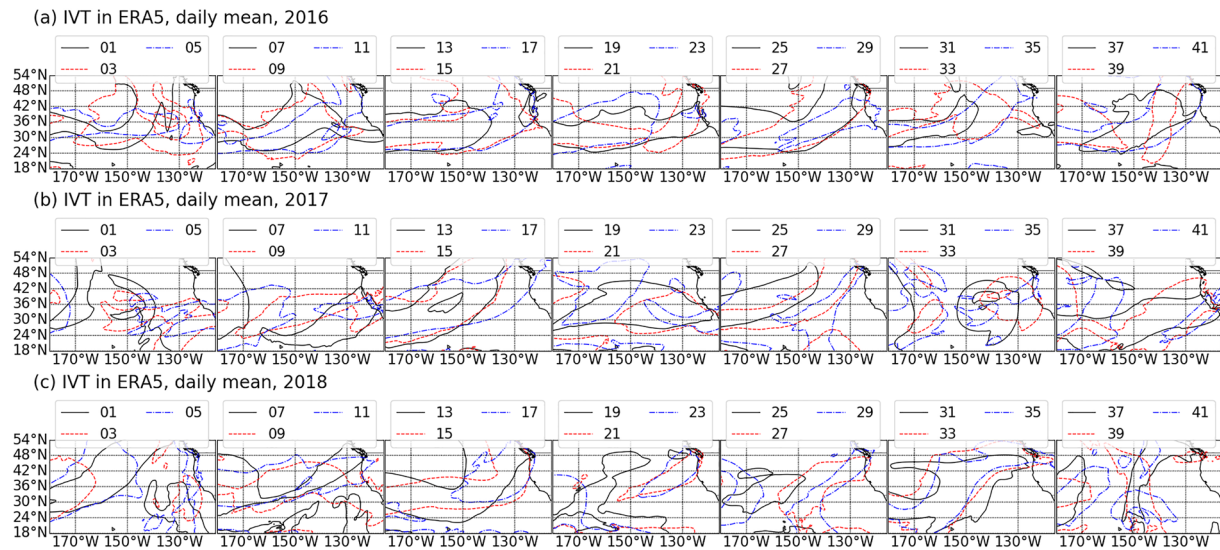 (a) IVT in ERA5, daily mean, 2016
01 05 07 11 13 17 19 23 25 29 31 35 37 41
03 09 15 21 27 33 39
54°N
48°N
42°N
36°N
30°N
24°N
18°N
170°W 150°W 130°W 170°W 150°W 130°W 170°W 150°W 130°W 170°W 150°W 130°W 170°W 150°W 130°W 170°W 150°W 130°W 170°W 150°W 130°W
(b) IVT in ERA5, daily mean, 2017
01 05 07 11 13 17 19 23 25 29 31 35 37 41
03 09 15 21 27 33 39
54°N
48°N
42°N
36°N
30°N
24°N
18°N
170°W 150°W 130°W 170°W 150°W 130°W 170°W 150°W 130°W 170°W 150°W 130°W 170°W 150°W 130°W 170°W 150°W 130°W 170°W 150°W 130°W
(c) IVT in ERA5, daily mean, 2018
01 05 07 11 13 17 19 23 25 29 31 35 37 41
03 09 15 21 27 33 39
54°N
48°N
42°N
36°N
30°N
24°N
18°N
170°W 150°W 130°W 170°W 150°W 130°W 170°W 150°W 130°W 170°W 150°W 130°W 170°W 150°W 130°W 170°W 150°W 130°W 170°W 150°W 130°W